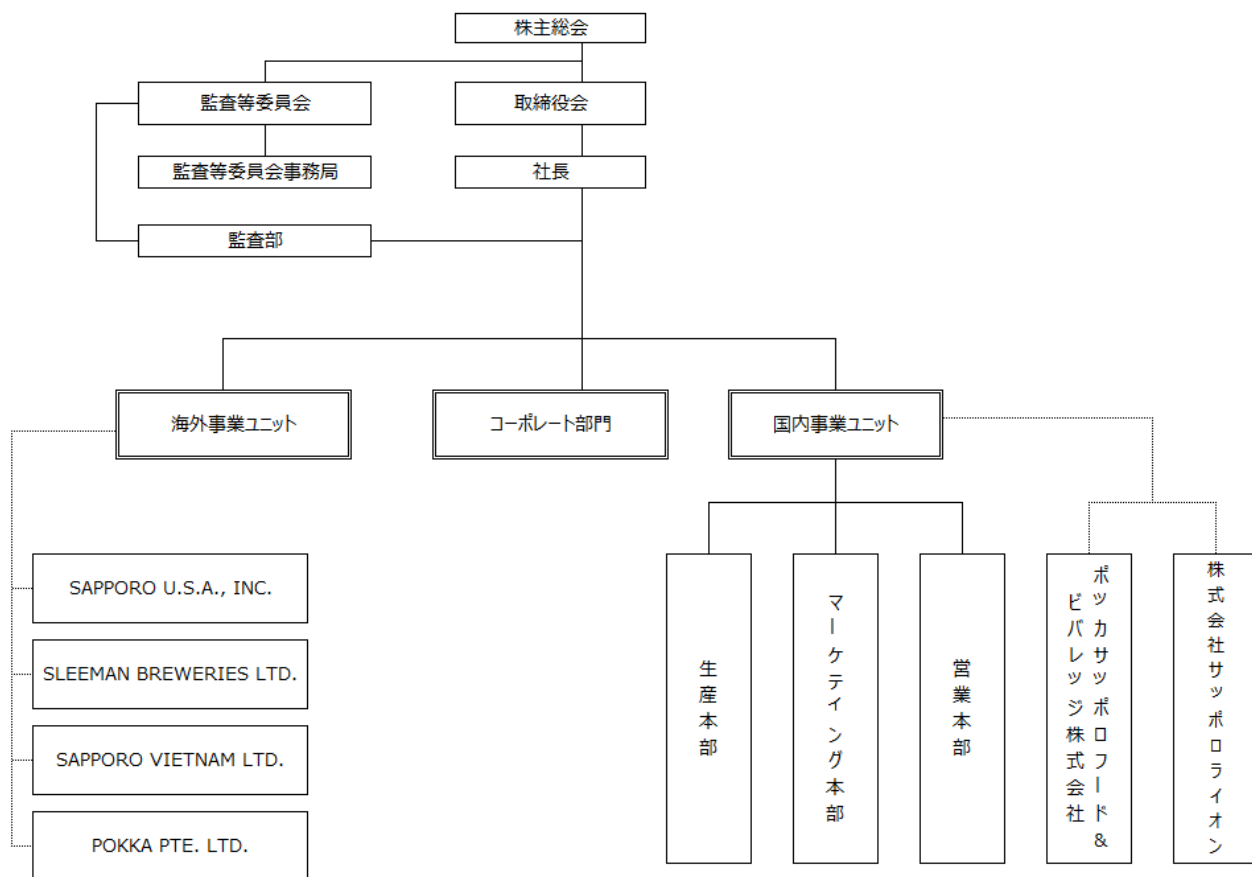 株主総会
監査等委員会
取締役会
監査等委員会事務局
社長
監査部
海外事業ユニット
コーポレート部門
国内事業ユニット
SAPPORO U.S.A., INC.
SLEEMAN BREWERIES LTD.
SAPPORO VIETNAM LTD.
POKKA PTE. LTD.
生産本部
マーケテイング本部
営業本部
ポッカサッポロフード&
ビバレッジ株式会社
株式会社サッポロライオン